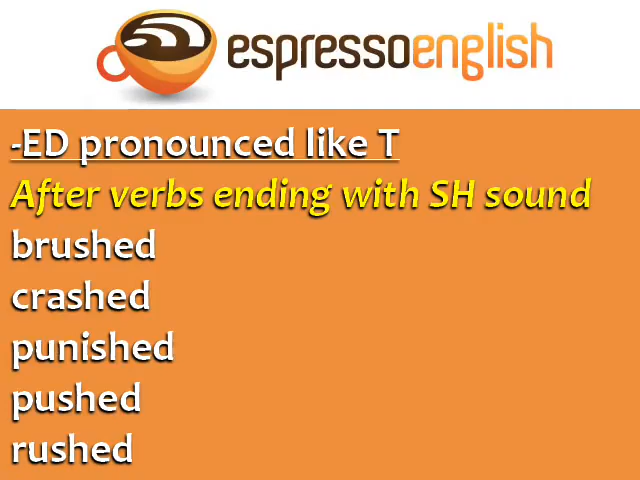 espressoenglish
-ED pronounced like T
After verbs ending with SH sound
brushed
crashed
punished
pushed
rushed